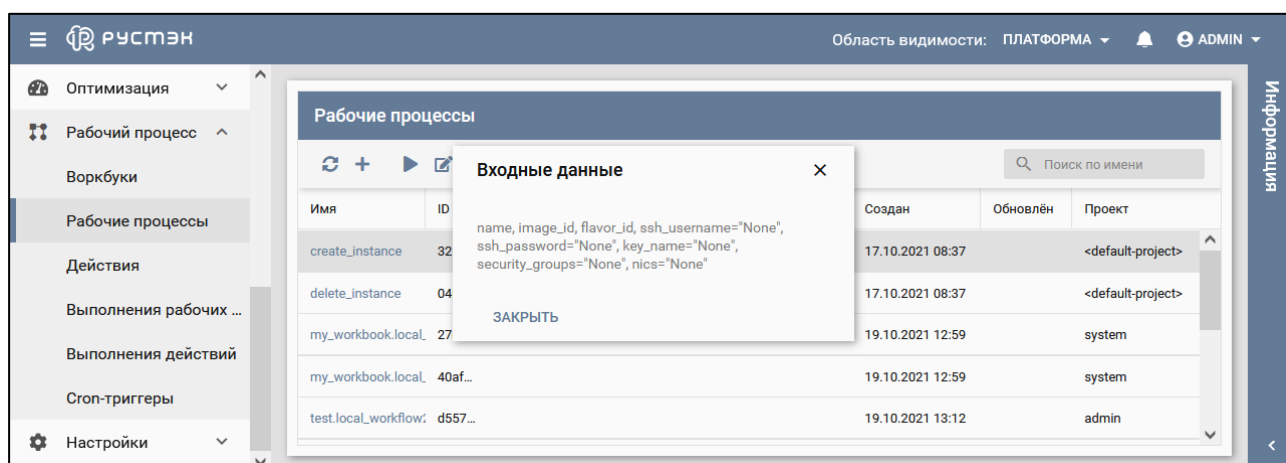 РУСТЭК
Область видимости: ПЛАТФОРМА
ADMIN
Оптимизация
Рабочий процесс
Воркбуки
Рабочие процессы
Действия
Выполнения рабочих ...
Выполнения действий
Cron-триггеры
Настройки
Рабочие процессы
Поиск по имени
Имя ID Создан Обновлён Проект
create_instance 32 17.10.2021 08:37 <default-project>
delete_instance 04 17.10.2021 08:37 <default-project>
my_workbook.local_ 27 19.10.2021 12:59 system
my_workbook.local_ 40af... 19.10.2021 12:59 system
test.local_workflow2 d557... 19.10.2021 13:12 admin
Входные данные
name, image_id, flavor_id, ssh_username="None",
ssh_password="None", key_name="None",
security_groups="None", nics="None"
ЗАКРЫТЬ
Информация